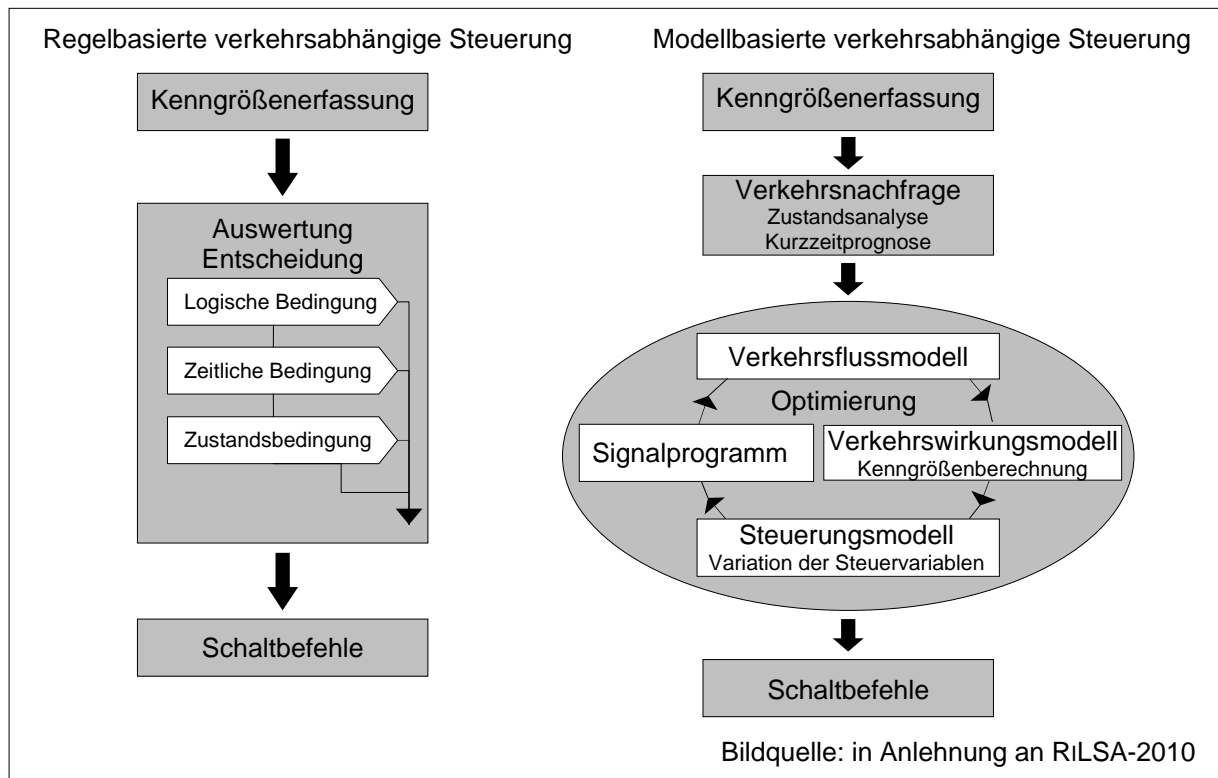 Regelbasierte verkehrsabhängige Steuerung
Kenngrößenerfassung
Auswertung
Entscheidung
Logische Bedingung
Zeitliche Bedingung
Zustandsbedingung
Schaltbefehle
Modellbasierte verkehrsabhängige Steuerung
Kenngrößenerfassung
Verkehrsnachfrage
Zustandsanalyse
Kurzzeitprognose
Verkehrsflussmodell
Optimierung
Signalprogramm
Verkehrswirkungsmodell
Kenngrößenberechnung
Steuerungsmodell
Variation der Steuervariablen
Schaltbefehle
Bildquelle: in Anlehnung an RILSA-2010